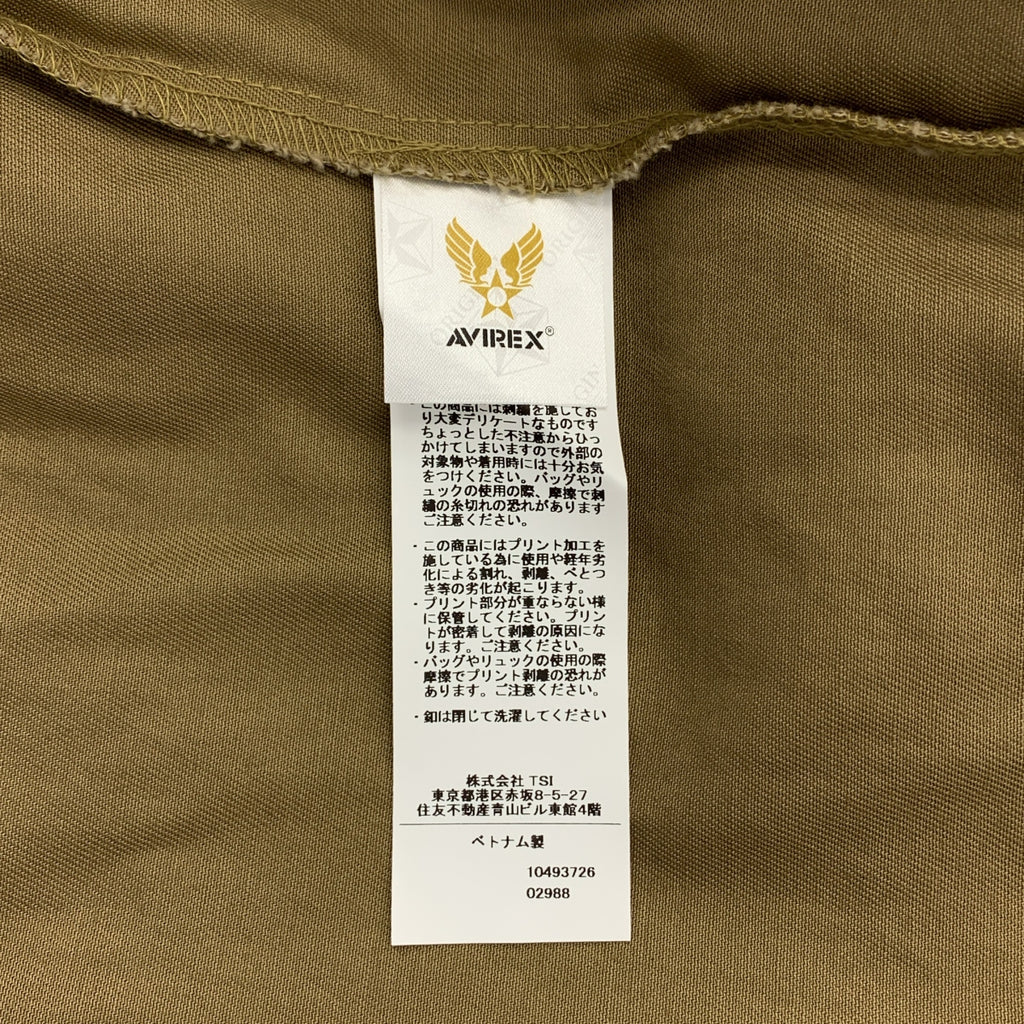 AVIREX®
・この商品には刺繍を施してお
り大変デリケートなものです
ちょっとした不注意からひっ
かけてしまいますので外部の
対象物や着用時には十分お気
をつけください。バッグやリ
ュックの使用の際、摩擦で刺
繍の糸切れの恐れがあります
ご注意ください。
・この商品にはプリント加工を
施している為に使用や経年劣
化による割れ、剥離、べとつ
き等の劣化が起こります。
・プリント部分が重ならない様
に保管してください。プリン
トが密着して剥離の原因にな
ります。ご注意ください。
・バッグやリュックの使用の際
摩擦でプリント剥離の恐れが
あります。ご注意ください。
・釦は閉じて洗濯してください
株式会社 TSI
東京都港区赤坂8-5-27
住友不動産青山ビル東館4階
ベトナム製
10493726
02988